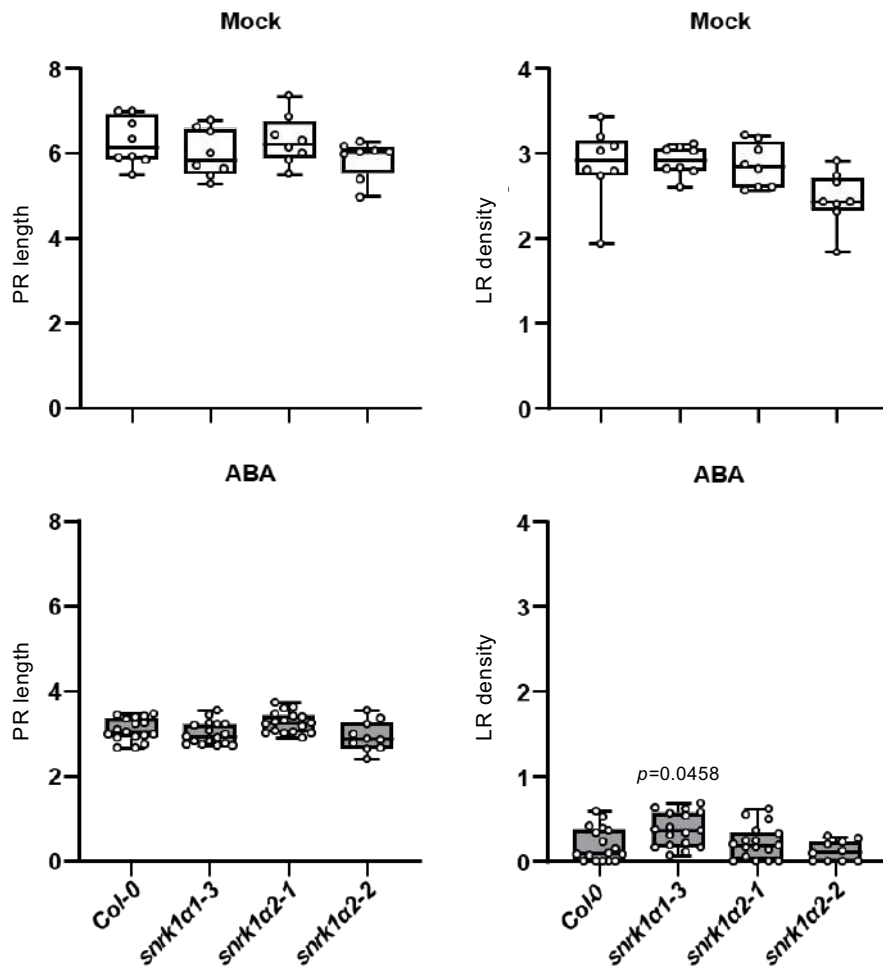 Mock
8
6
4
2
0
PR length
Mock
4
3
2
1
0
LR density
ABA
8
6
4
2
0
PR length
Col-0
snrk1α1-3
snrk1α2-1
snrk1α2-2
ABA
4
3
2
1
0
LR density
p=0.0458
Col0
snrk1α1-3
snrk1α2-1
snrk1α2-2